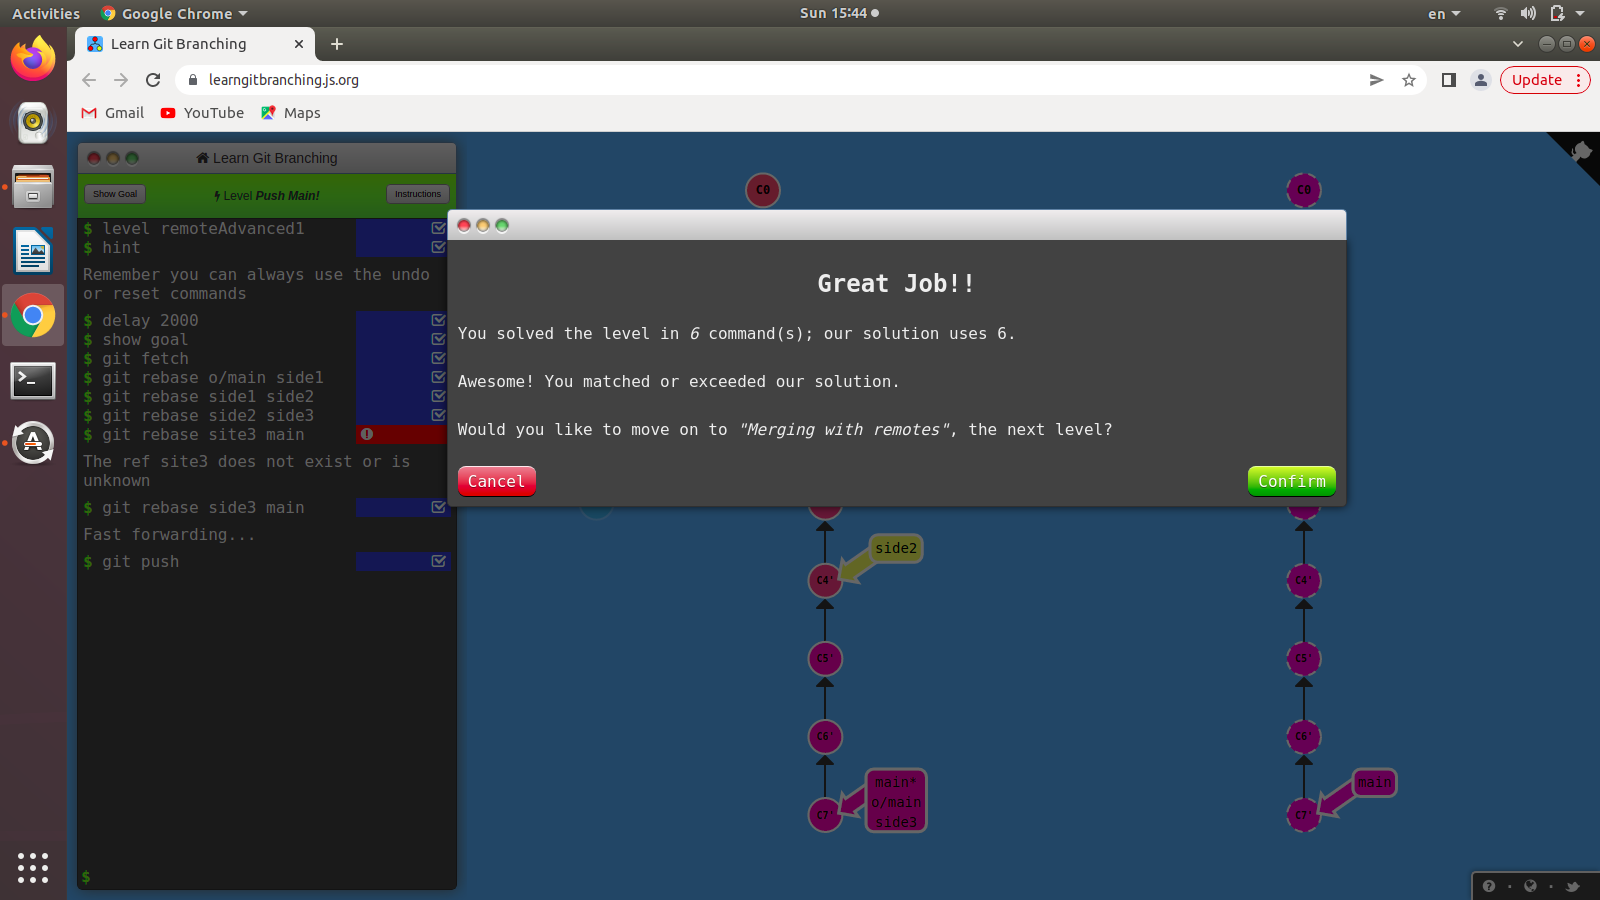 Activities
Google Chrome
Sun 15:44
en
Learn Git Branching
learngitbranching.js.org
Update
Gmail
YouTube
Maps
Learn Git Branching
Show Goal
Level Push Main!
Instructions
$ level remoteAdvanced1
$ hint
Remember you can always use the undo
or reset commands
$ delay 2000
$ show goal
$ git fetch
$ git rebase o/main side1
$ git rebase side1 side2
$ git rebase side2 side3
$ git rebase site3 main
The ref site3 does not exist or is
unknown
$ git rebase side3 main
Fast forwarding...
$ git push
$
C0
C0
Great Job!!
You solved the level in 6 command(s); our solution uses 6.
Awesome! You matched or exceeded our solution.
Would you like to move on to "Merging with remotes", the next level?
Cancel
Confirm
side2
C4'
C4'
C5'
C5'
C6'
C6'
main*
o/main
side3
C7'
main
C7'